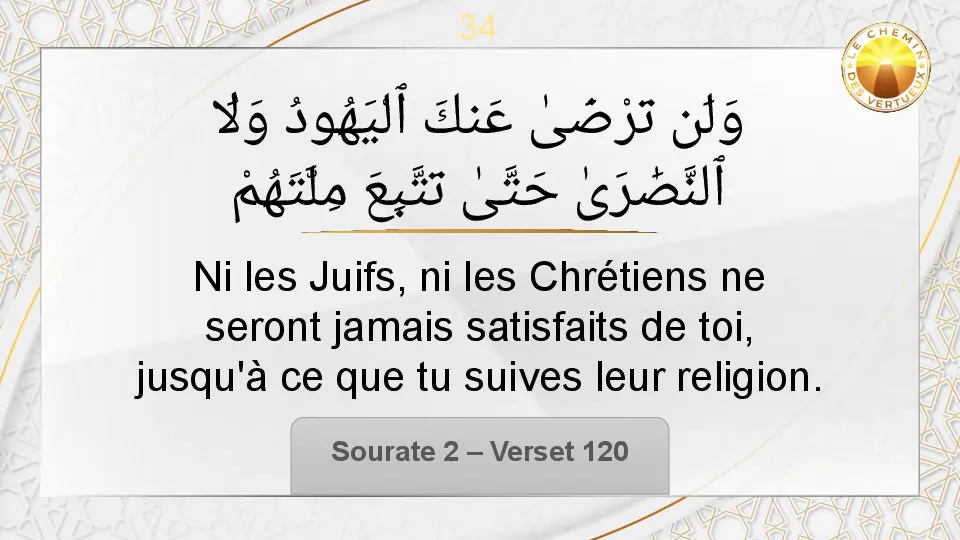 34
LE CHEMIN
DES VERTUEUX
وَلَن تَرْضَىٰ عَنكَ ٱلْيَهُودُ وَلَا
ٱلنَّصَٰرَىٰ حَتَّىٰ تَتَّبِعَ مِلَّتَهُمْ
Ni les Juifs, ni les Chrétiens ne
seront jamais satisfaits de toi,
jusqu'à ce que tu suives leur religion.
Sourate 2 – Verset 120